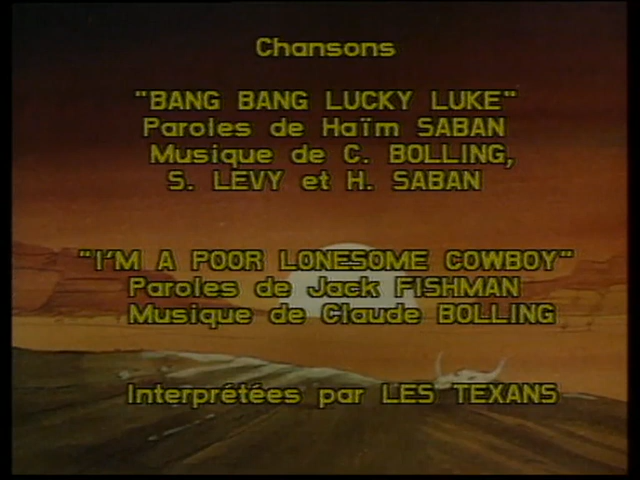 Chansons
"BANG BANG LUCKY LUKE"
Paroles de Haïm SABAN
Musique de C. BOLLING,
S. LEVY et H. SABAN
"I'M A POOR LONESOME COWBOY"
Paroles de Jack FISHMAN
Musique de Claude BOLLING
Interprétées par LES TEXANS